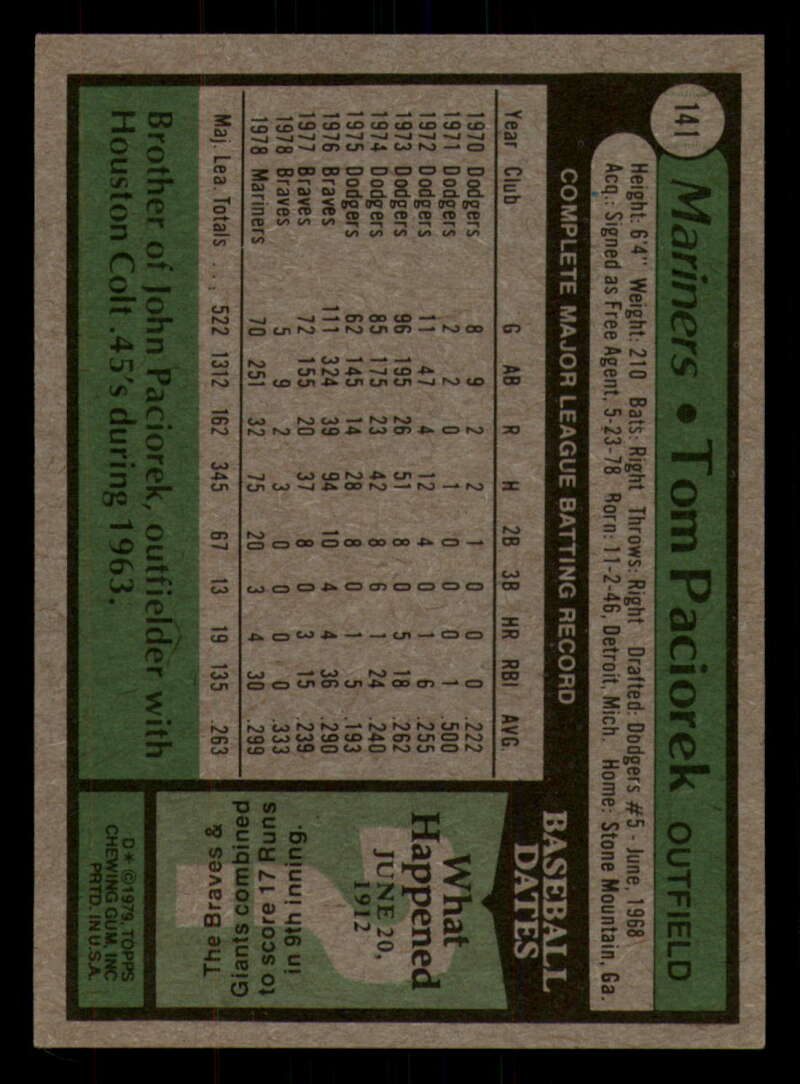 141
Mariners • Tom Paciorek OUTFIELD
Height: 6'4" Weight: 210 Bats: Right Throws: Right Drafted: Dodgers #5 - June, 1968
Acq.: Signed as Free Agent, 5-23-78 Born: 11-2-46, Detroit, Mich. Home: Stone Mountain, Ga.
COMPLETE MAJOR LEAGUE BATTING RECORD
Year Club G AB R H 2B 3B HR RBI AVG
1970 Dodgers 8 9 2 2 1 0 0 0 .222
1971 Dodgers 2 2 0 1 0 0 0 1 .500
1972 Dodgers 11 47 4 12 4 0 1 6 .255
1973 Dodgers 96 195 26 51 8 0 5 18 .262
1974 Dodgers 85 175 23 42 8 6 1 24 .240
1975 Dodgers 62 145 14 28 8 0 1 5 .193
1976 Braves 111 324 39 94 10 4 4 36 .290
1977 Braves 72 155 20 37 8 0 3 15 .239
1978 Braves 5 9 2 3 0 0 0 0 .333
1978 Mariners 70 251 32 75 20 3 4 30 .299
Maj. Lea Totals . . : 522 1312 162 345 67 13 19 135 .263
Brother of John Paciorek, outfielder with
Houston Colt .45's during 1963.
BASEBALL
DATES
What
Happened
JUNE 20,
1912
The Braves &
Giants combined
to score 17 Runs
in 9th inning.
D* ©1979, TOPPS
CHEWING GUM, INC
PRTD. IN U.S.A.